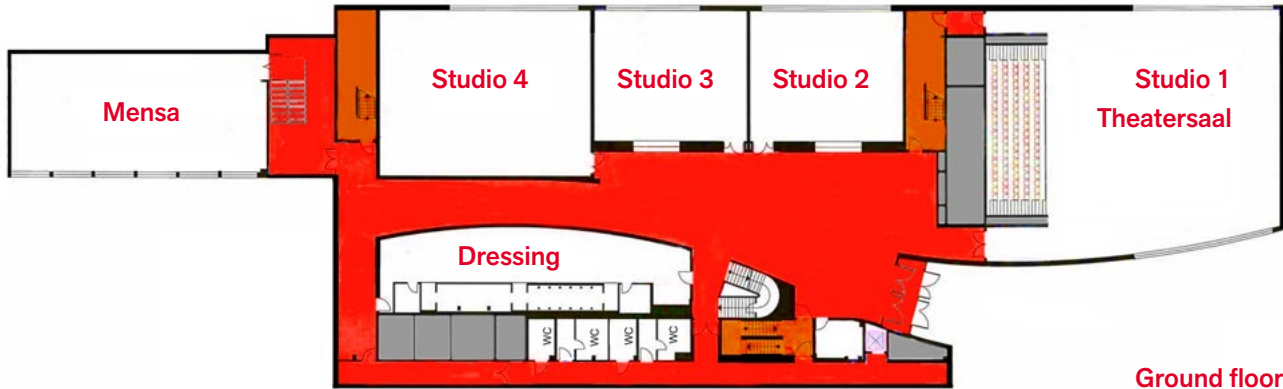 Studio 4
Studio 3
Studio 2
Studio 1
Theatersaal
Mensa
Dressing
WC
WC
WC
WC
Ground floor